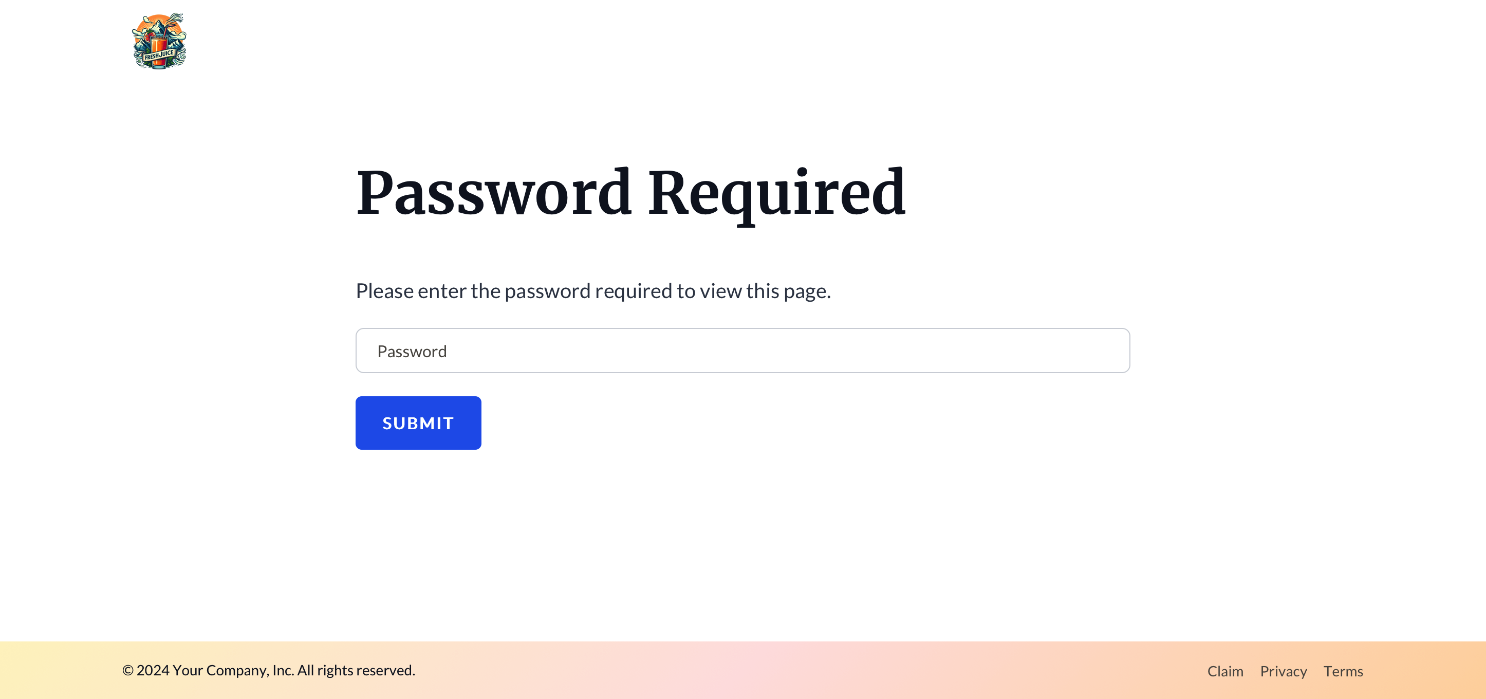 FRESHJUICE
Password Required
Please enter the password required to view this page.
Password
SUBMIT
© 2024 Your Company, Inc. All rights reserved.
Claim Privacy Terms